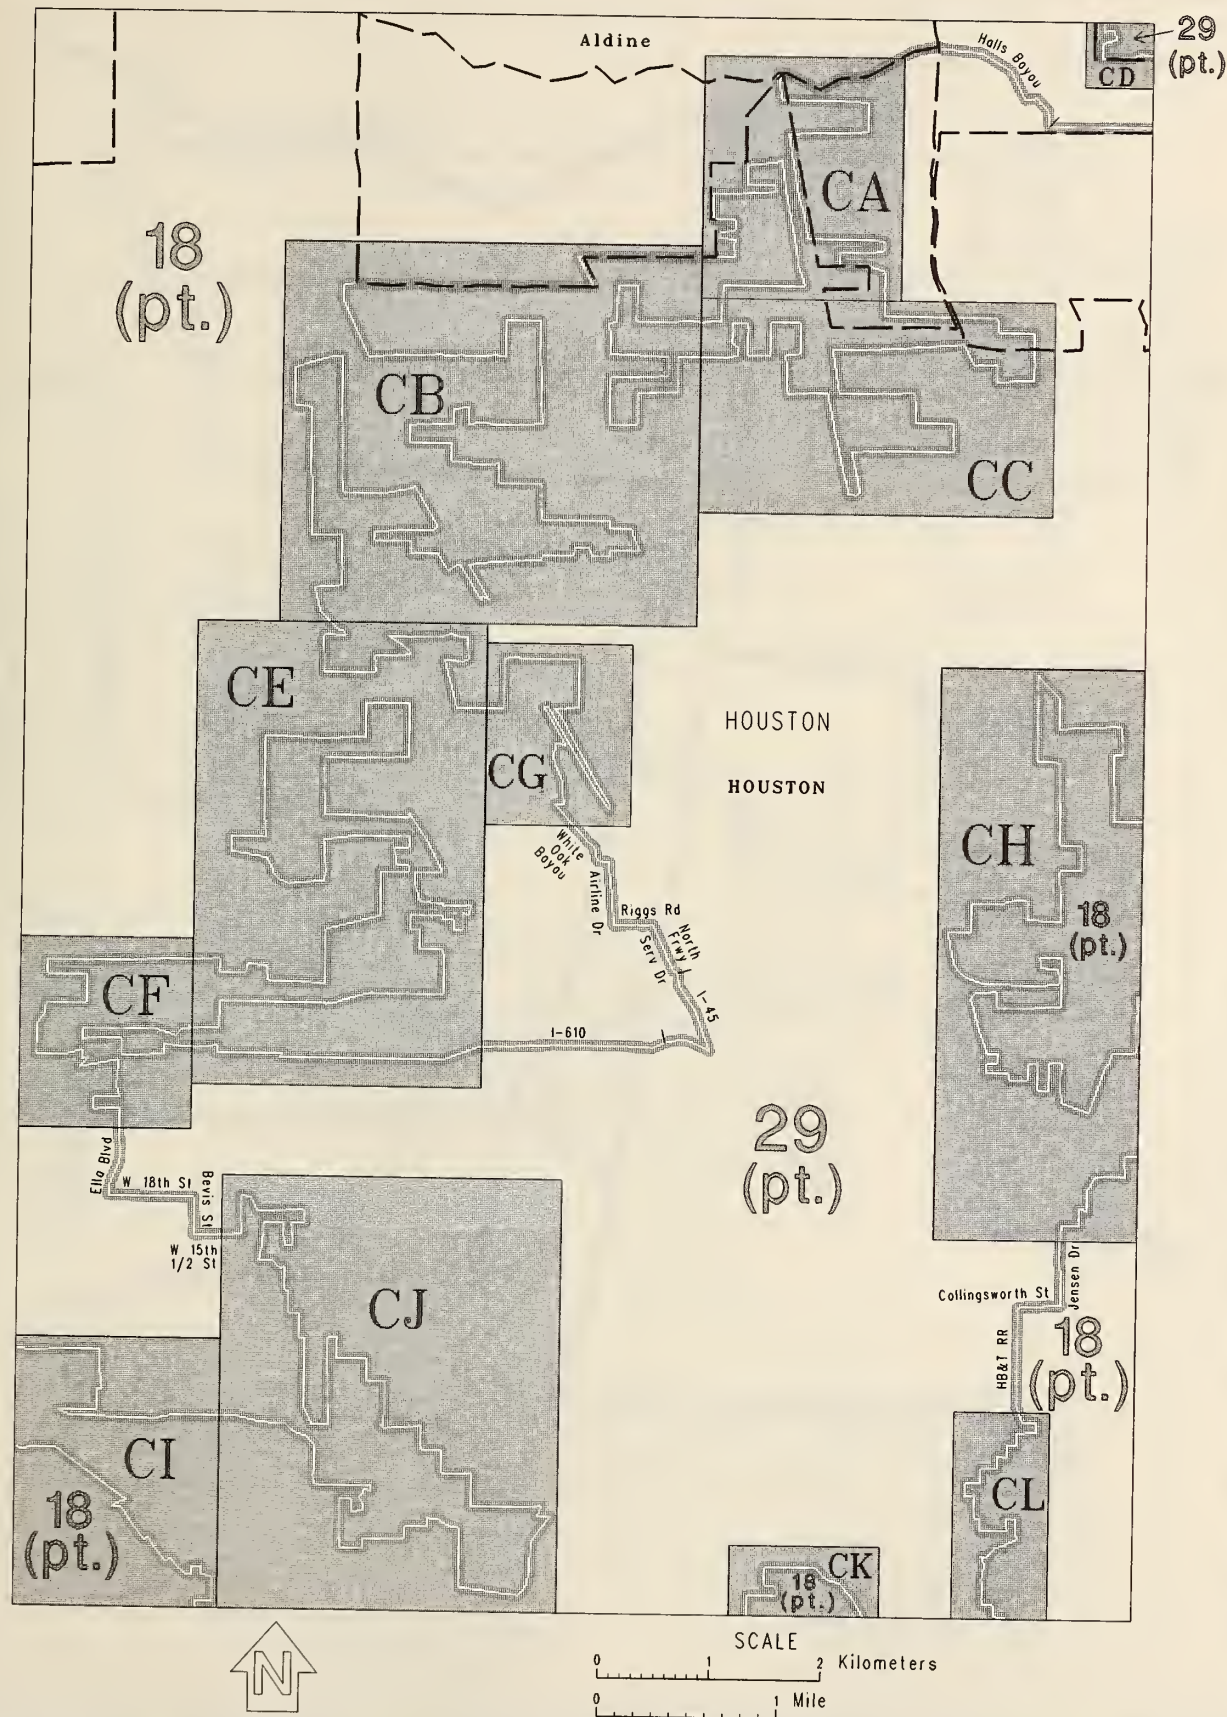 Aldine
Halls Bayou
29
(pt.)
CD
CA
18
(pt.)
CB
CC
CE
CG
HOUSTON
HOUSTON
CH
18
(pt.)
White
Oak
Bayou
Airline Dr
Riggs Rd
North
Frwy
Serv Dr
I-45
I-610
CF
29
(pt.)
Ella Blvd
W 18th St
Bevis St
W 15th
1/2 St
CJ
Collingsworth St
Jensen Dr
HB&T RR
18
(pt.)
CI
18
(pt.)
CL
CK
18
(pt.)
N
SCALE
0 1 2 Kilometers
0 1 Mile